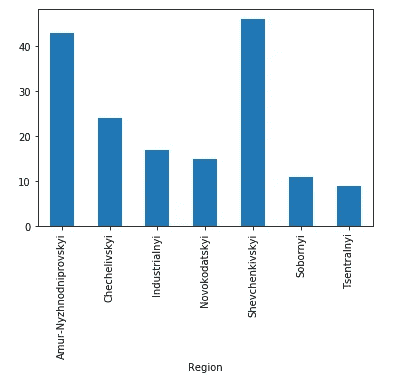 40
30
20
10
0
Amur-Nyzhnodniprovskyi
Chechelivskyi
Industrialnyi
Novokodatskyi
Shevchenkivskyi
Sobornyi
Tsentralnyi
Region